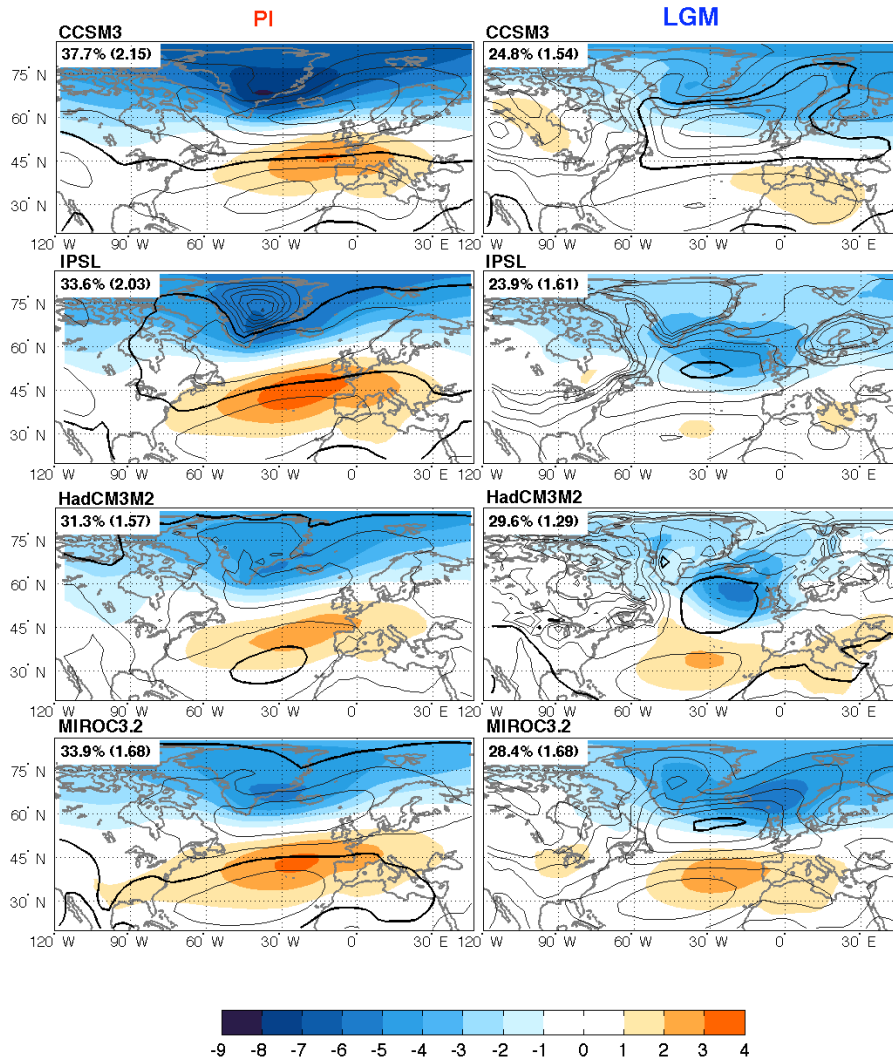 PI LGM
CCSM3
37.7% (2.15) 24.8% (1.54)
75° N
60°
45°
30°
120° W 90° W 60° W 30° W 0° 30° E 120° W 90° W 60° W 30° W 0° 30° E
IPSL IPSL
33.6% (2.03) 23.9% (1.61)
75° N
60°
45°
30°
120° W 90° W 60° W 30° W 0° 30° E 120° W 90° W 60° W 30° W 0° 30° E
HadCM3M2 HadCM3M2
31.3% (1.57) 29.6% (1.29)
75° N
60°
45°
30°
120° W 90° W 60° W 30° W 0° 30° E 120° W 90° W 60° W 30° W 0° 30° E
MIROC3.2 MIROC3.2
33.9% (1.68) 28.4% (1.68)
75° N
60°
45°
30°
120° W 90° W 60° W 30° W 0° 30° E 120° W 90° W 60° W 30° W 0° 30° E
-9 -8 -7 -6 -5 -4 -3 -2 -1 0 1 2 3 4